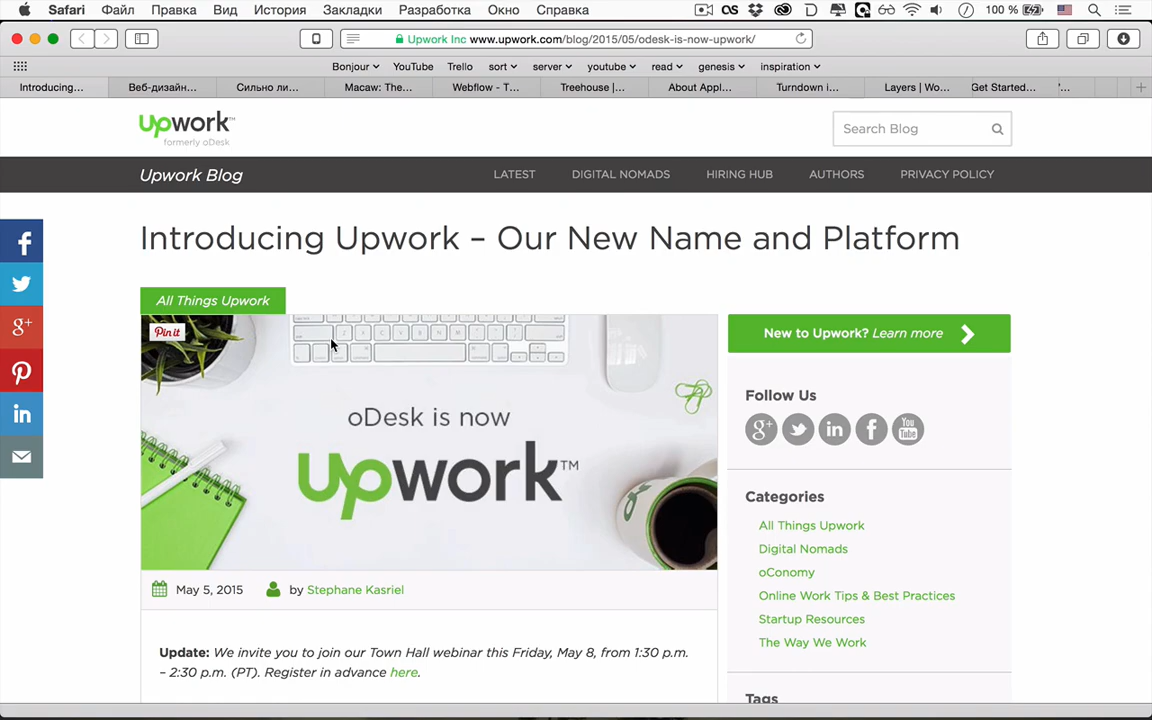 Safari Файл Правка Вид История Закладки Разработка Окно Справка 100 %
Upwork Inc www.upwork.com/blog/2015/05/odesk-is-now-upwork/
Bonjour YouTube Trello sort server youtube read genesis inspiration
Introducing... Веб-дизайн... Сильно ли... Macaw: The... Webflow - T... Treehouse |... About Appl... Turndown i... Layers | Wo... Get Started...
upwork™
formerly oDesk
Search Blog
Upwork Blog LATEST DIGITAL NOMADS HIRING HUB AUTHORS PRIVACY POLICY
Introducing Upwork – Our New Name and Platform
All Things Upwork
Pin it
oDesk is now
upwork™
New to Upwork? Learn more
Follow Us
You Tube
Categories
All Things Upwork
Digital Nomads
oConomy
Online Work Tips & Best Practices
Startup Resources
The Way We Work
Tags
May 5, 2015 by Stephane Kasriel
Update: We invite you to join our Town Hall webinar this Friday, May 8, from 1:30 p.m.
– 2:30 p.m. (PT). Register in advance here.